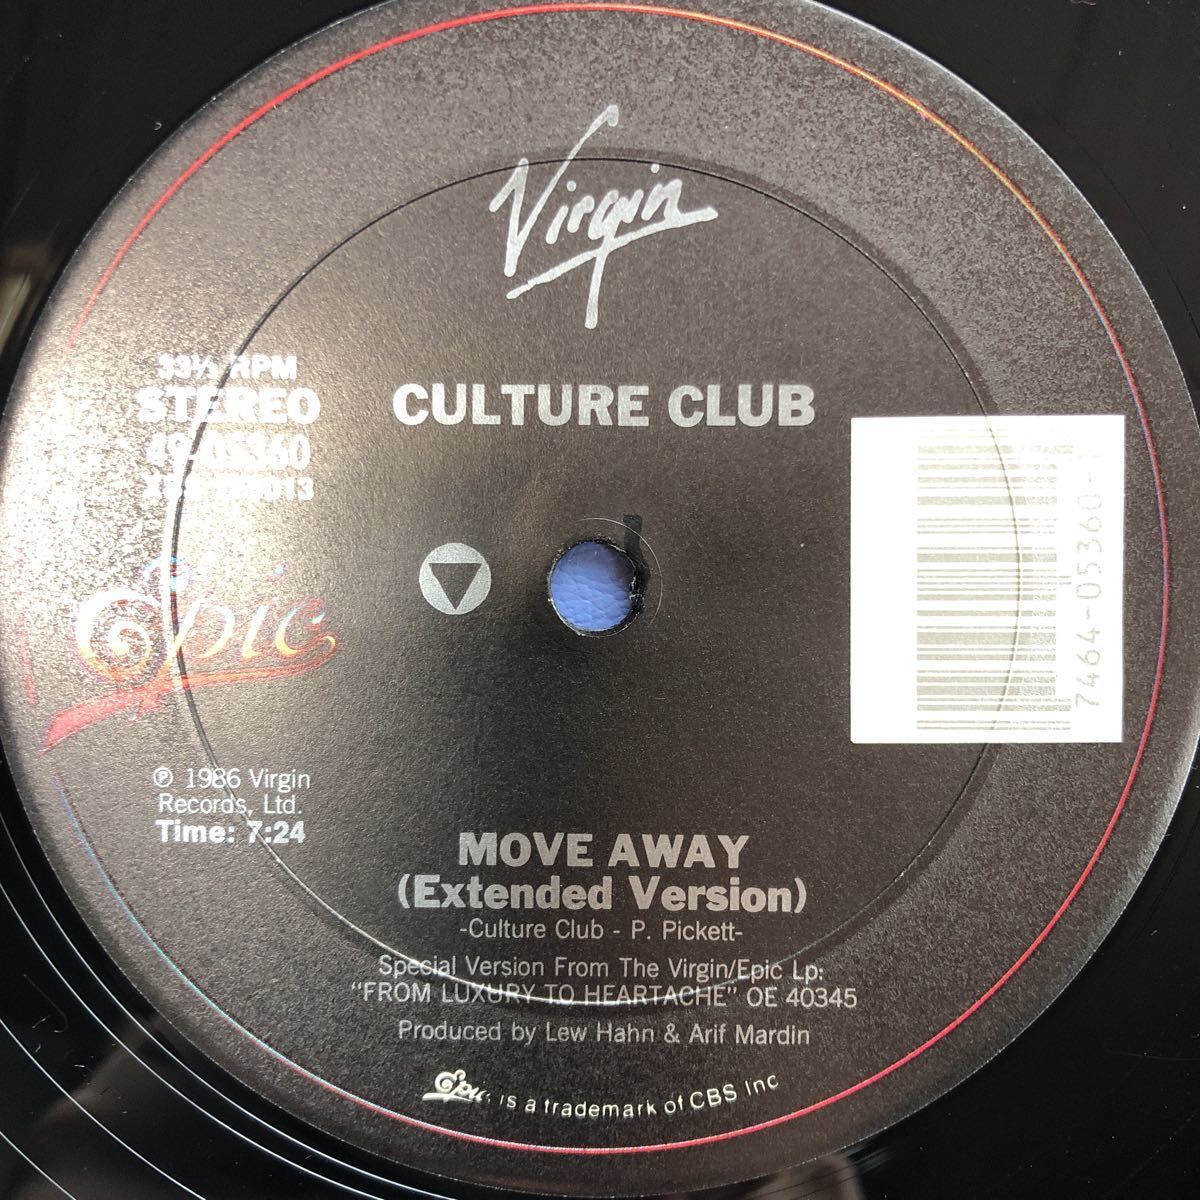 Virgin
CULTURE CLUB
33⅓ RPM
STEREO
Epic
7464-05360-
℗ 1986 Virgin
Records, Ltd.
Time: 7:24
MOVE AWAY
(Extended Version)
-Culture Club - P. Pickett-
Special Version From The Virgin/Epic Lp:
"FROM LUXURY TO HEARTACHE" OE 40345
Produced by Lew Hahn & Arif Mardin
Epic is a trademark of CBS Inc